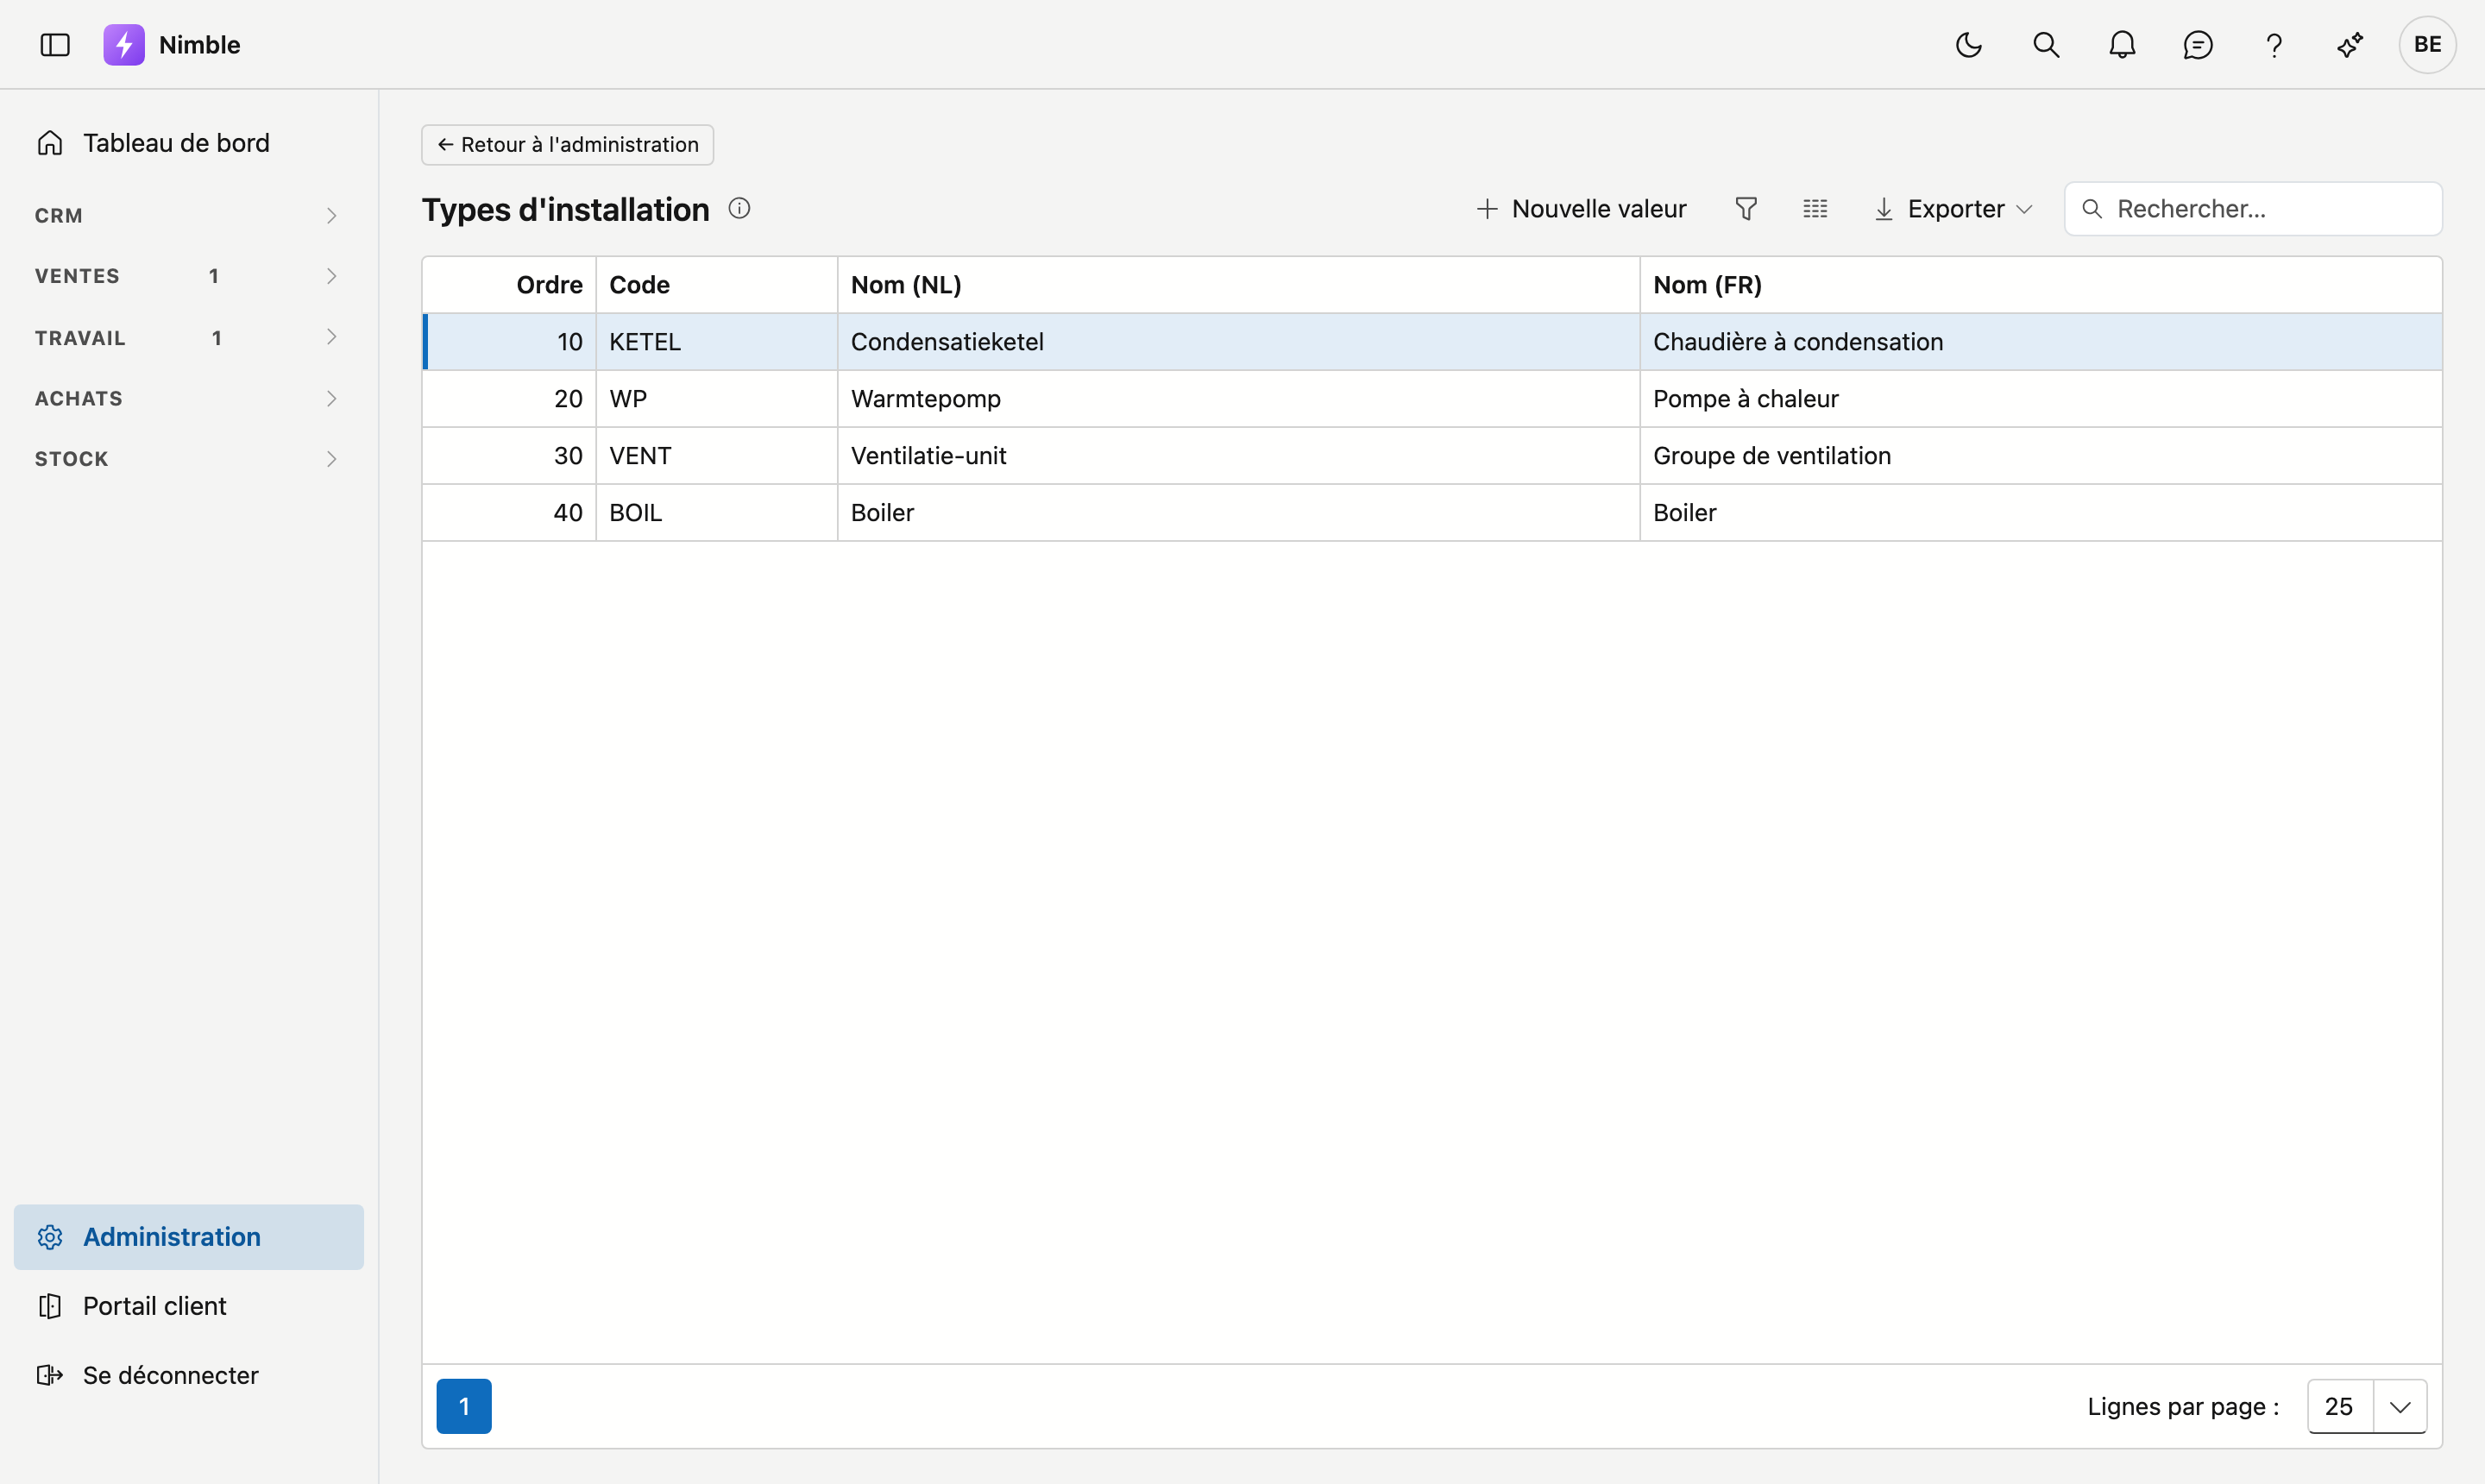 Nimble
BE
Tableau de bord
CRM
VENTES 1
TRAVAIL 1
ACHATS
STOCK
Administration
Portail client
Se déconnecter
← Retour à l'administration
Types d'installation
Nouvelle valeur
Exporter
Rechercher...
Ordre Code Nom (NL) Nom (FR)
10 KETEL Condensatieketel Chaudière à condensation
20 WP Warmtepomp Pompe à chaleur
30 VENT Ventilatie-unit Groupe de ventilation
40 BOIL Boiler Boiler
1
Lignes par page : 25